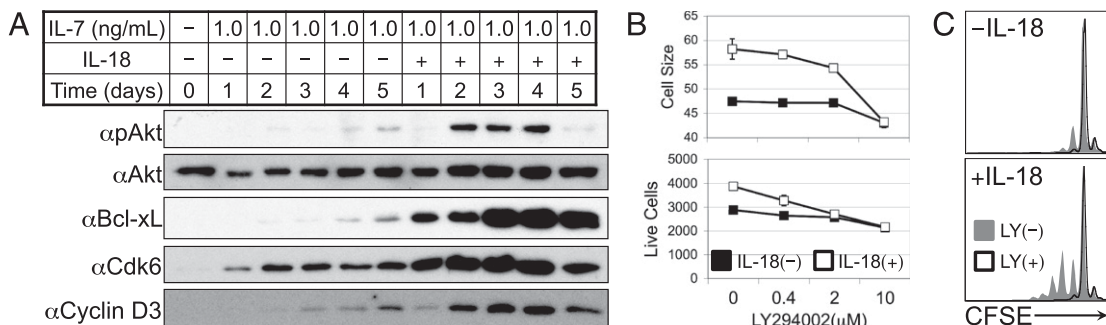 A
IL-7 (ng/mL) – 1.0 1.0 1.0 1.0 1.0 1.0 1.0 1.0 1.0 1.0
IL-18 – – – – – – + + + + +
Time (days) 0 1 2 3 4 5 1 2 3 4 5
αpAkt
αAkt
αBcl-xL
αCdk6
αCyclin D3
B
Cell Size
65
60
55
50
45
40
Live Cells
5000
4000
3000
2000
1000
0
IL-18(-) IL-18(+)
0 0.4 2 10
LY294002(uM)
C
−IL-18
+IL-18
LY(−)
LY(+)
CFSE